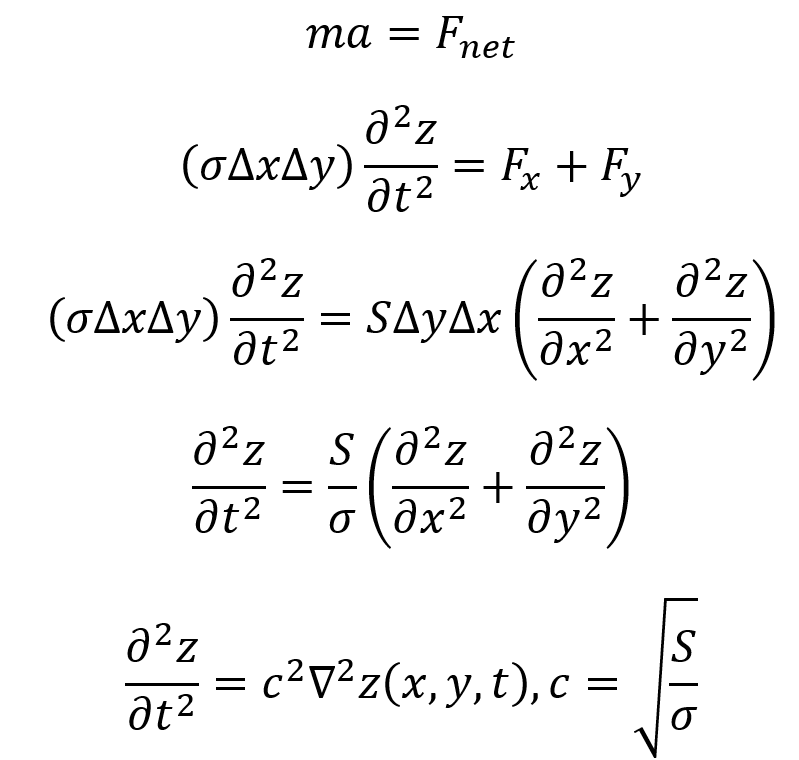 ma = F_net
(σΔxΔy) ∂²z/∂t² = F_x + F_y
(σΔxΔy) ∂²z/∂t² = SΔyΔx (∂²z/∂x² + ∂²z/∂y²)
∂²z/∂t² = S/σ (∂²z/∂x² + ∂²z/∂y²)
∂²z/∂t² = c²∇²z(x, y, t), c = √(S/σ)